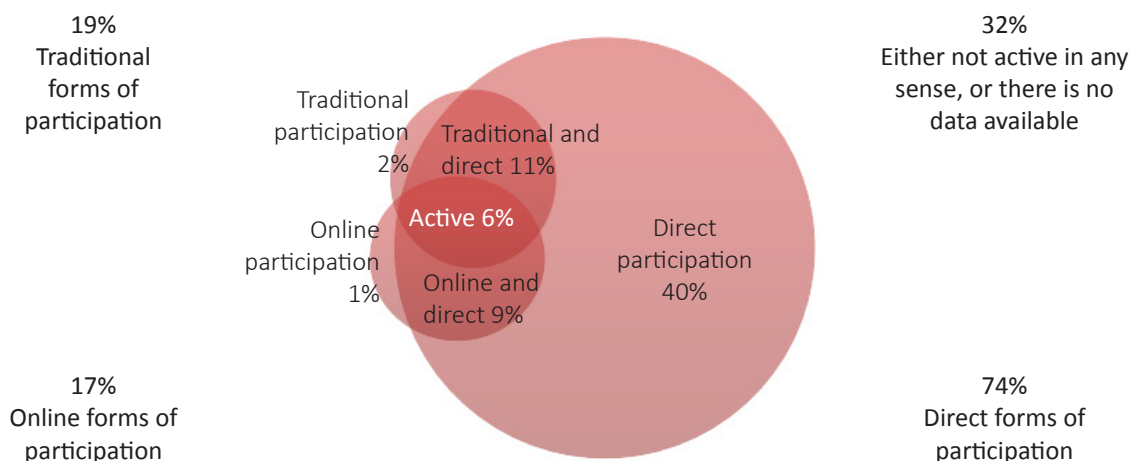 19%
Traditional
forms of
participation
32%
Either not active in any
sense, or there is no
data available
Traditional
participation
2%
Traditional and
direct 11%
Active 6%
Online
participation
1%
Online and
direct 9%
Direct
participation
40%
17%
Online forms of
participation
74%
Direct forms of
participation